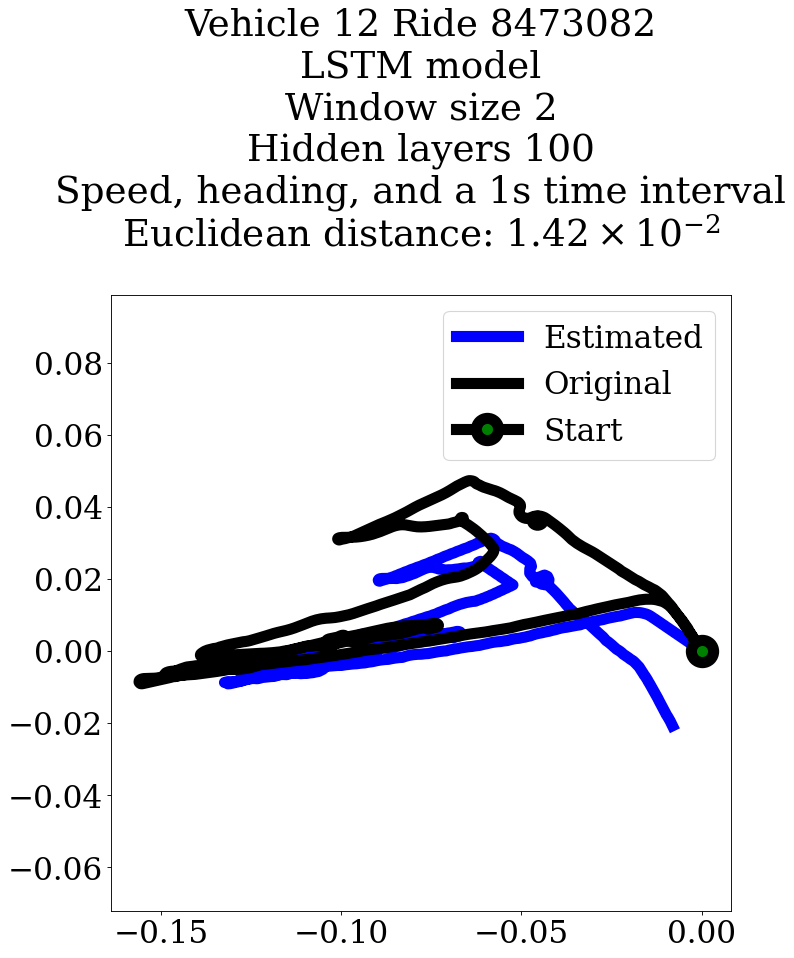 Vehicle 12 Ride 8473082
LSTM model
Window size 2
Hidden layers 100
Speed, heading, and a 1s time interval
Euclidean distance: 1.42 × 10⁻²
Estimated
Original
Start
0.08
0.06
0.04
0.02
0.00
−0.02
−0.04
−0.06
−0.15 −0.10 −0.05 0.00